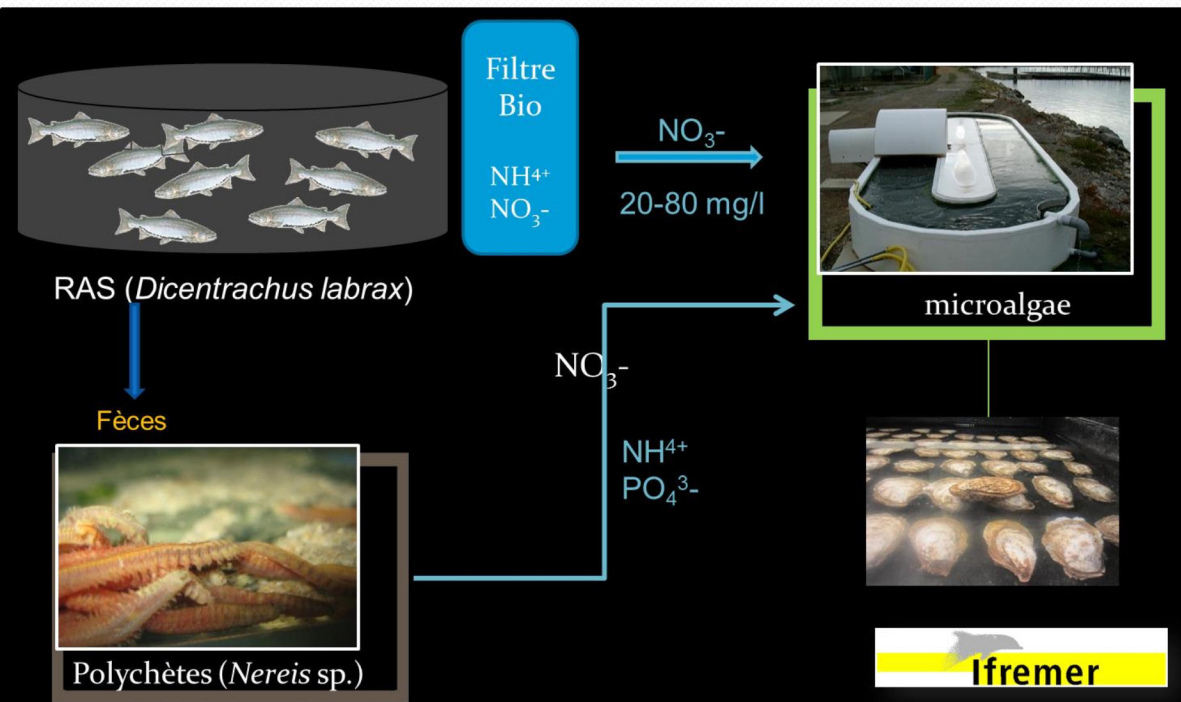 Filtre
Bio
NH⁴⁺
NO₃-
NO₃-
20-80 mg/l
RAS (Dicentrachus labrax)
microalgae
NO₃-
Fèces
NH⁴⁺
PO₄³-
Polychètes (Nereis sp.)
Ifremer